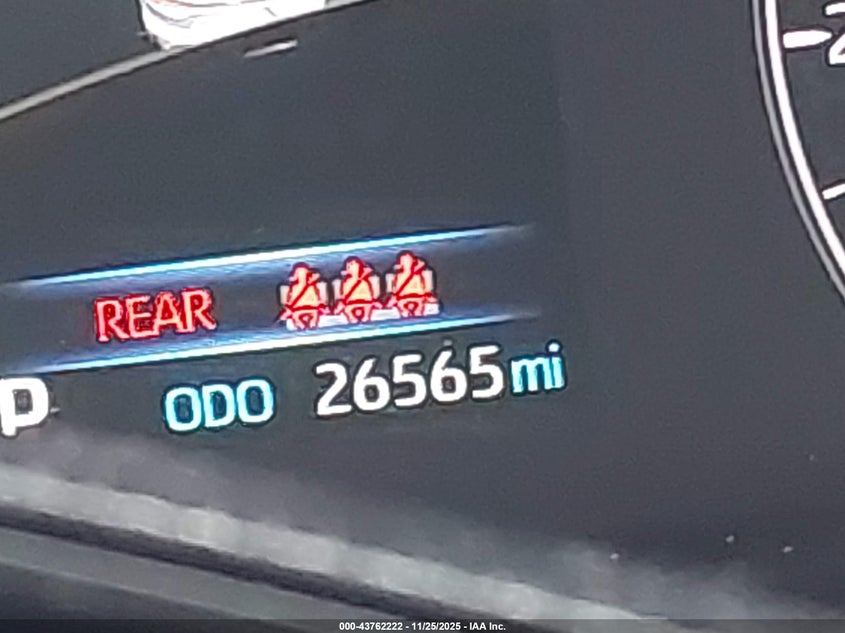 REAR
P ODO 26565 mi
000-43762222 - 11/25/2025 - IAA Inc.